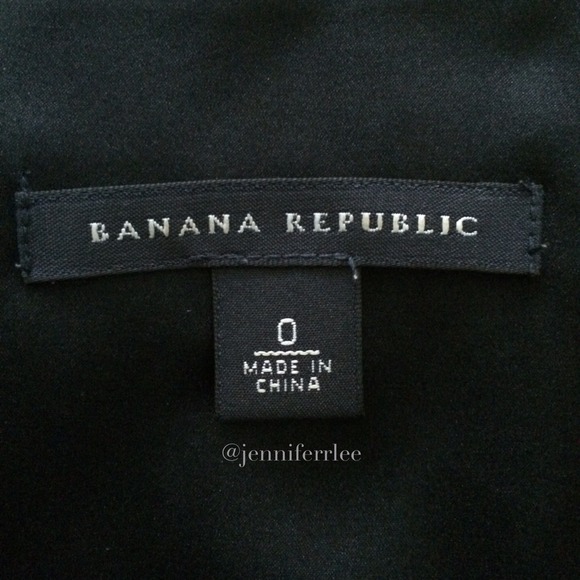 BANANA REPUBLIC
0
MADE IN
CHINA
@jenniferrlee